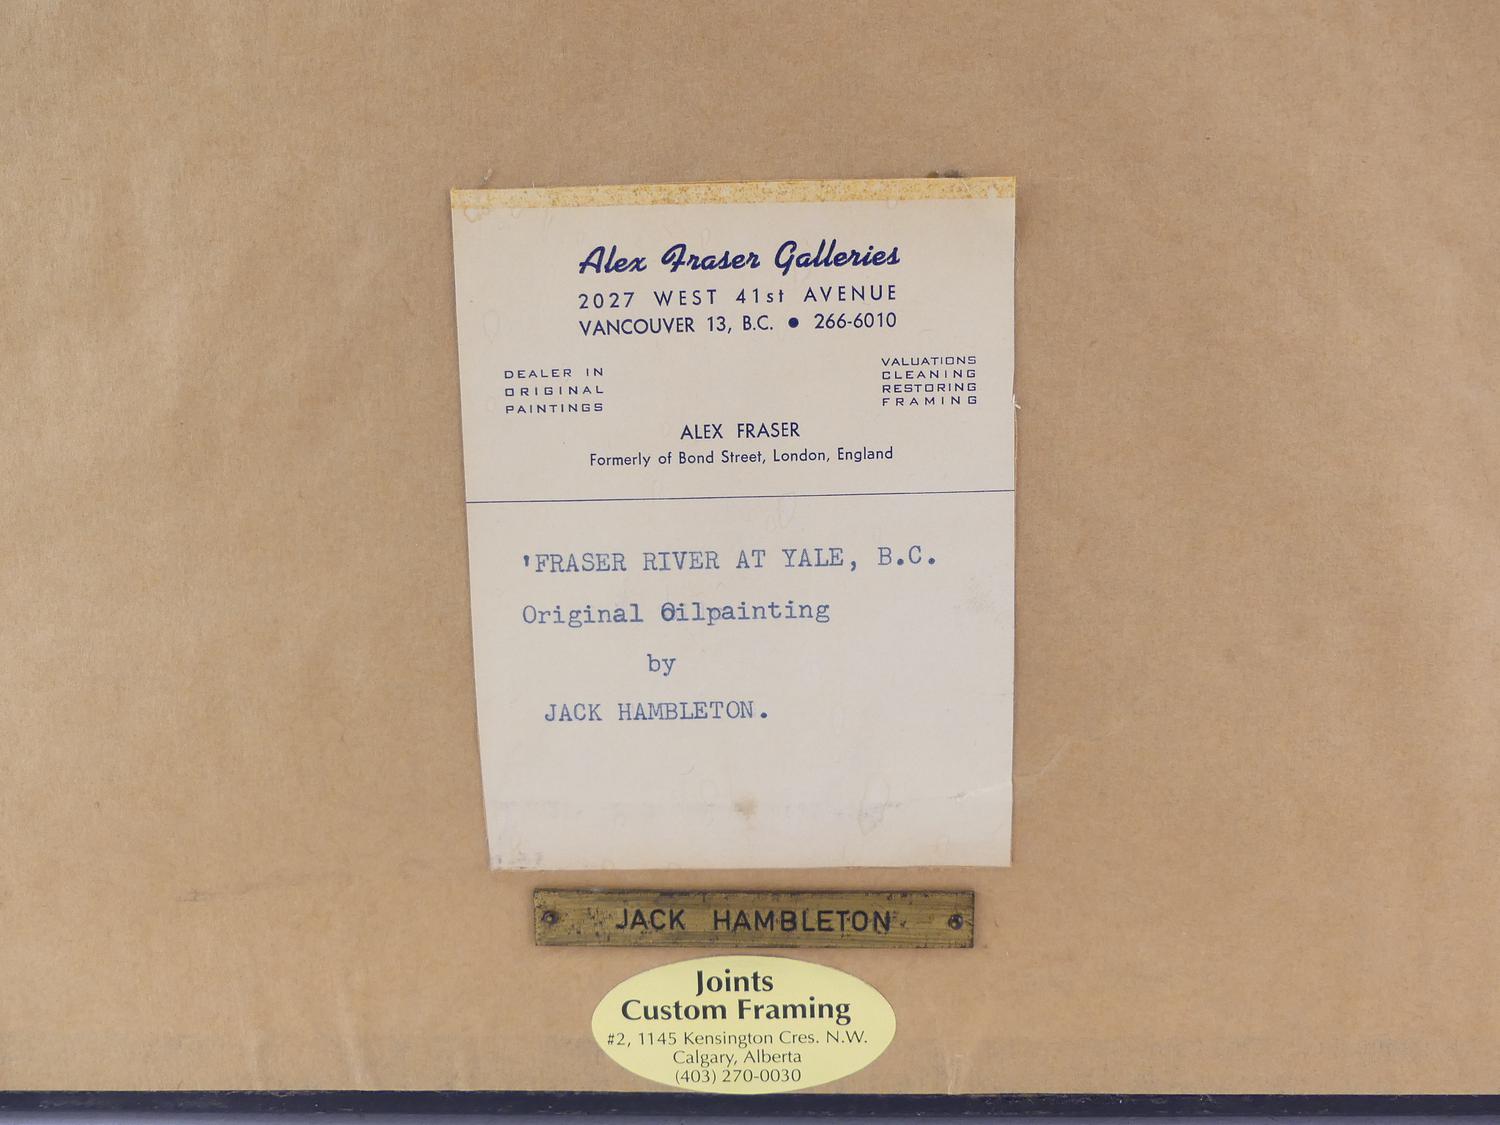 Alex Fraser Galleries
2027 WEST 41st AVENUE
VANCOUVER 13, B.C. ● 266-6010
DEALER IN
ORIGINAL
PAINTINGS
VALUATIONS
CLEANING
RESTORING
FRAMING
ALEX FRASER
Formerly of Bond Street, London, England
'FRASER RIVER AT YALE, B.C.
Original Oilpainting
by
JACK HAMBLETON.
JACK HAMBLETON
Joints
Custom Framing
#2, 1145 Kensington Cres. N.W.
Calgary, Alberta
(403) 270-0030